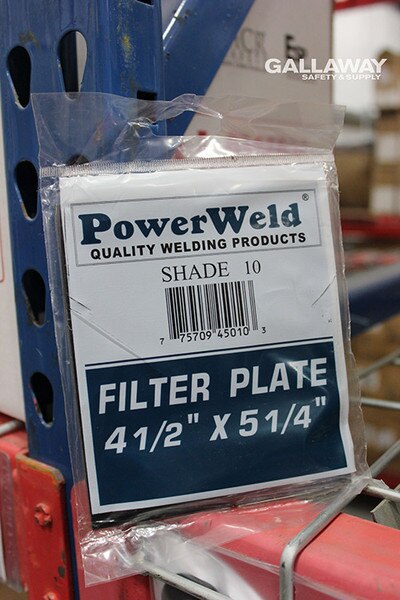 GALLAWAY
SAFETY & SUPPLY
PowerWeld®
QUALITY WELDING PRODUCTS
SHADE 10
7 75709 45010 3
FILTER PLATE
4 1/2" X 5 1/4"